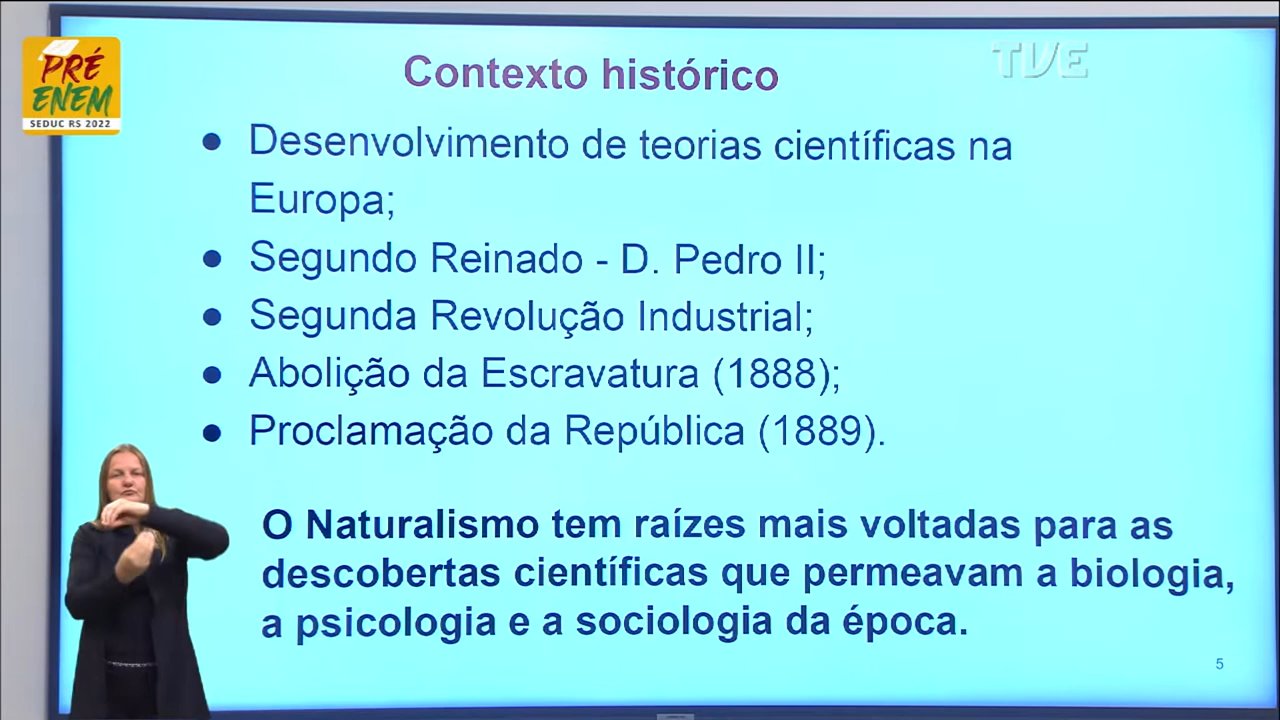 PRÉ
ENEM
SEDUC RS 2022
TVE
Contexto histórico
● Desenvolvimento de teorias científicas na
Europa;
● Segundo Reinado - D. Pedro II;
● Segunda Revolução Industrial;
● Abolição da Escravatura (1888);
● Proclamação da República (1889).
O Naturalismo tem raízes mais voltadas para as
descobertas científicas que permeavam a biologia,
a psicologia e a sociologia da época.
5